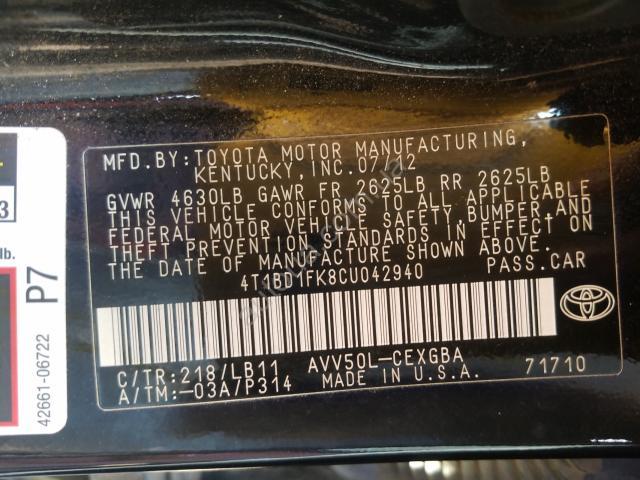 MFD.BY:TOYOTA MOTOR MANUFACTURING,
KENTUCKY,INC.07/12
GVWR 4630LB GAWR FR 2625LB RR 2625LB
THIS VEHICLE CONFORMS TO ALL APPLICABLE
FEDERAL MOTOR VEHICLE SAFETY,BUMPER,AND
THEFT PREVENTION STANDARDS IN EFFECT ON
THE DATE OF MANUFACTURE SHOWN ABOVE.
4T1BD1FK8CU042940 PASS.CAR
C/TR:218/LB11 AVV50L-CEXGBA
A/TM:-03A/P314 MADE IN U.S.A. 71710
TOYOTA
3
lb.
P7
42661-06722